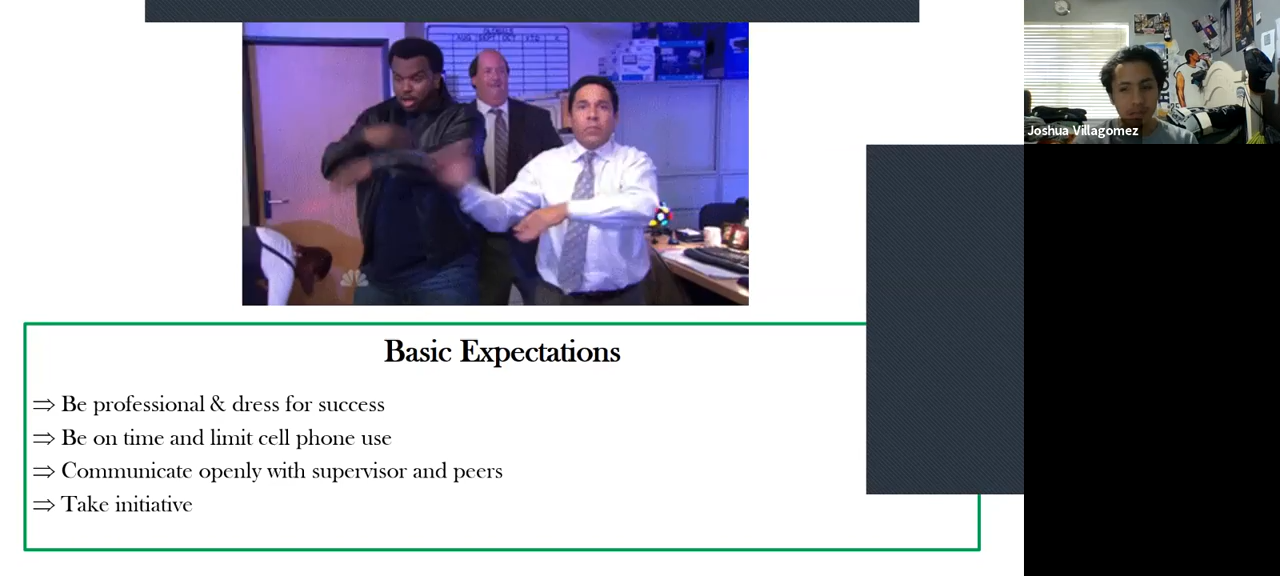 Joshua Villagomez
Basic Expectations
⇒ Be professional & dress for success
⇒ Be on time and limit cell phone use
⇒ Communicate openly with supervisor and peers
⇒ Take initiative